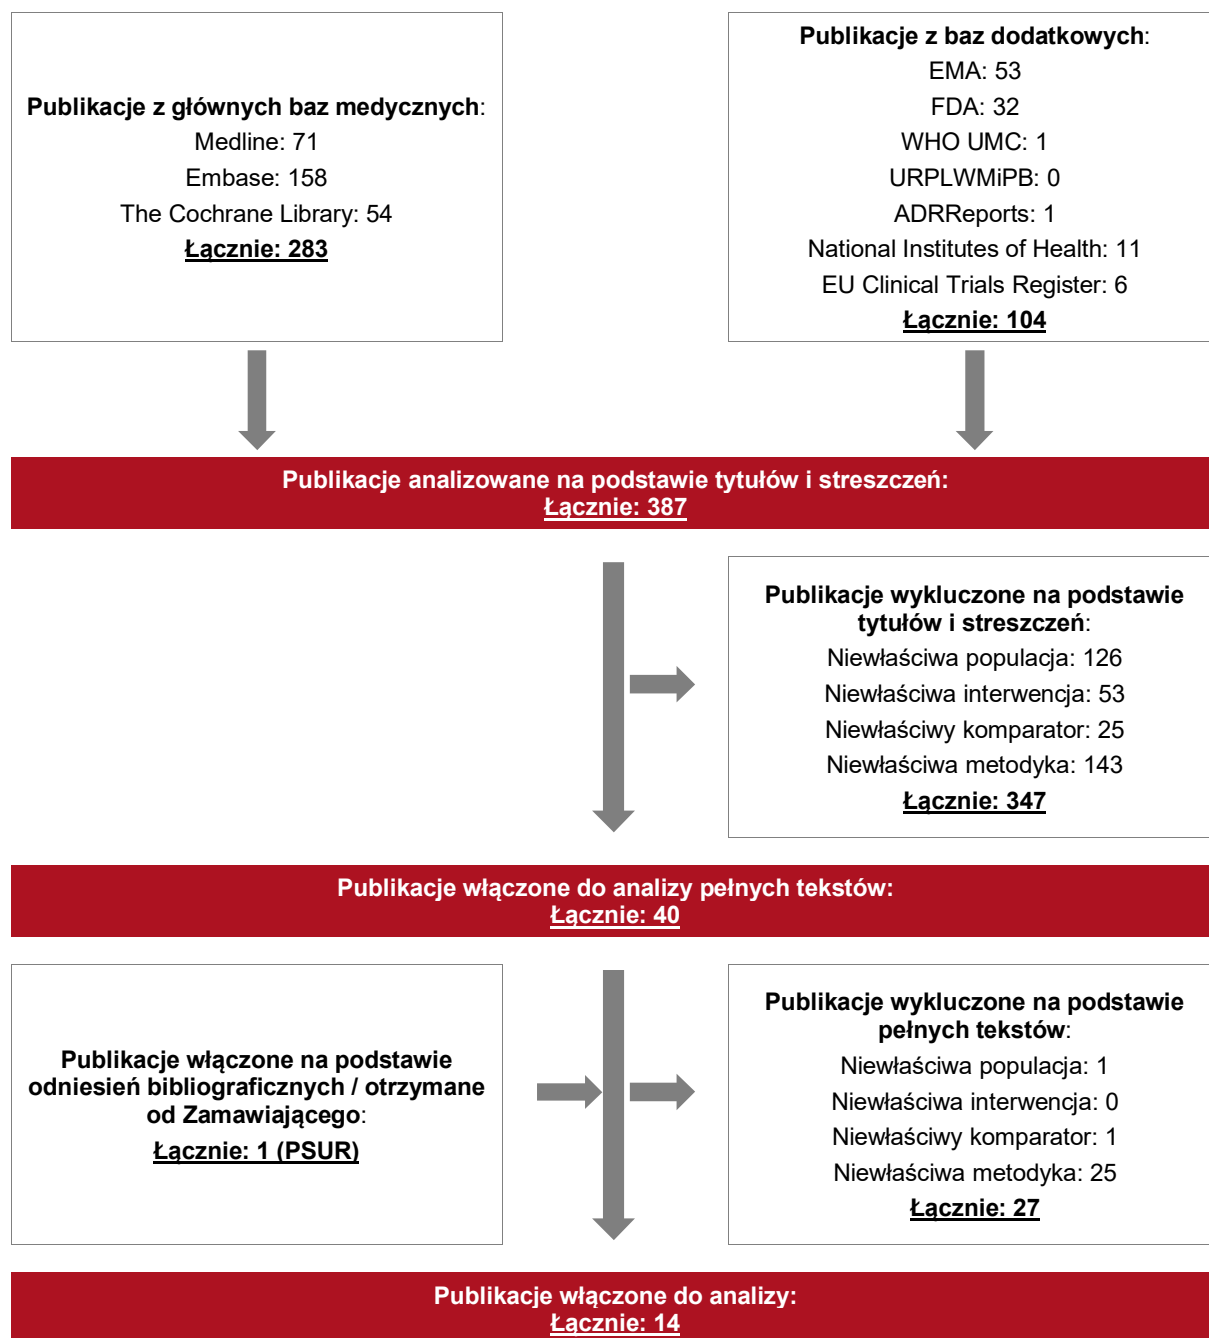 Publikacje z głównych baz medycznych:
Medline: 71
Embase: 158
The Cochrane Library: 54
Łącznie: 283
Publikacje z baz dodatkowych:
EMA: 53
FDA: 32
WHO UMC: 1
URPLWMiPB: 0
ADRReports: 1
National Institutes of Health: 11
EU Clinical Trials Register: 6
Łącznie: 104
Publikacje analizowane na podstawie tytułów i streszczeń:
Łącznie: 387
Publikacje wykluczone na podstawie
tytułów i streszczeń:
Niewłaściwa populacja: 126
Niewłaściwa interwencja: 53
Niewłaściwy komparator: 25
Niewłaściwa metodyka: 143
Łącznie: 347
Publikacje włączone do analizy pełnych tekstów:
Łącznie: 40
Publikacje włączone na podstawie
odniesień bibliograficznych / otrzymane
od Zamawiającego:
Łącznie: 1 (PSUR)
Publikacje wykluczone na podstawie
pełnych tekstów:
Niewłaściwa populacja: 1
Niewłaściwa interwencja: 0
Niewłaściwy komparator: 1
Niewłaściwa metodyka: 25
Łącznie: 27
Publikacje włączone do analizy:
Łącznie: 14